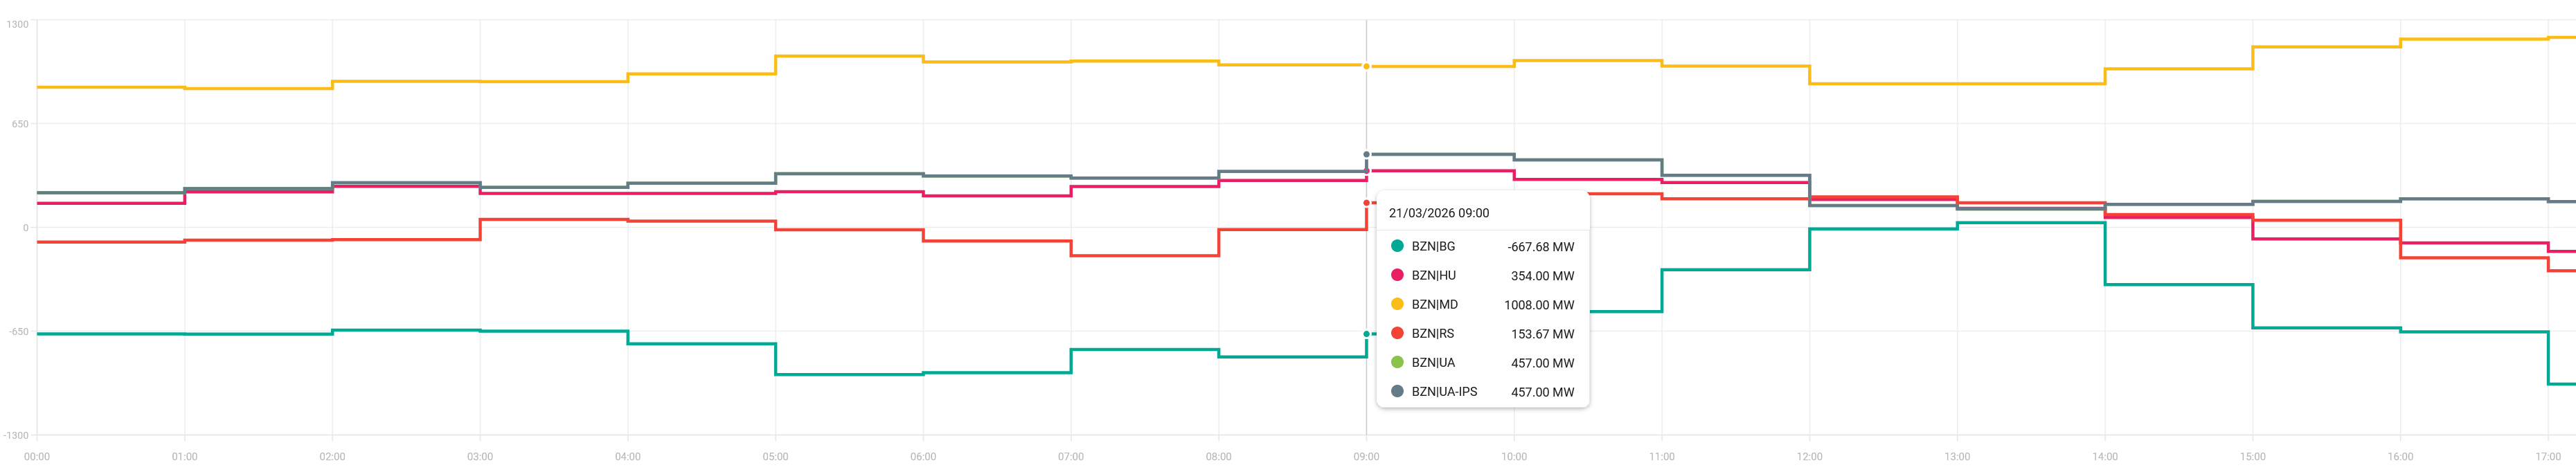 1300
650
0
-650
-1300
21/03/2026 09:00
BZN|BG -667.68 MW
BZN|HU 354.00 MW
BZN|MD 1008.00 MW
BZN|RS 153.67 MW
BZN|UA 457.00 MW
BZN|UA-IPS 457.00 MW
00:00 01:00 02:00 03:00 04:00 05:00 06:00 07:00 08:00 09:00 10:00 11:00 12:00 13:00 14:00 15:00 16:00 17:00